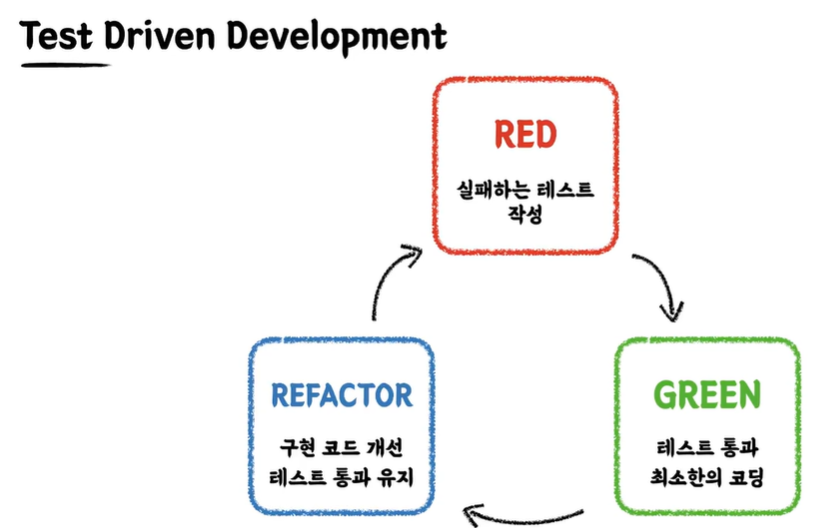 Test Driven Development
RED
실패하는 테스트
작성
REFACTOR
구현 코드 개선
테스트 통과 유지
GREEN
테스트 통과
최소한의 코딩